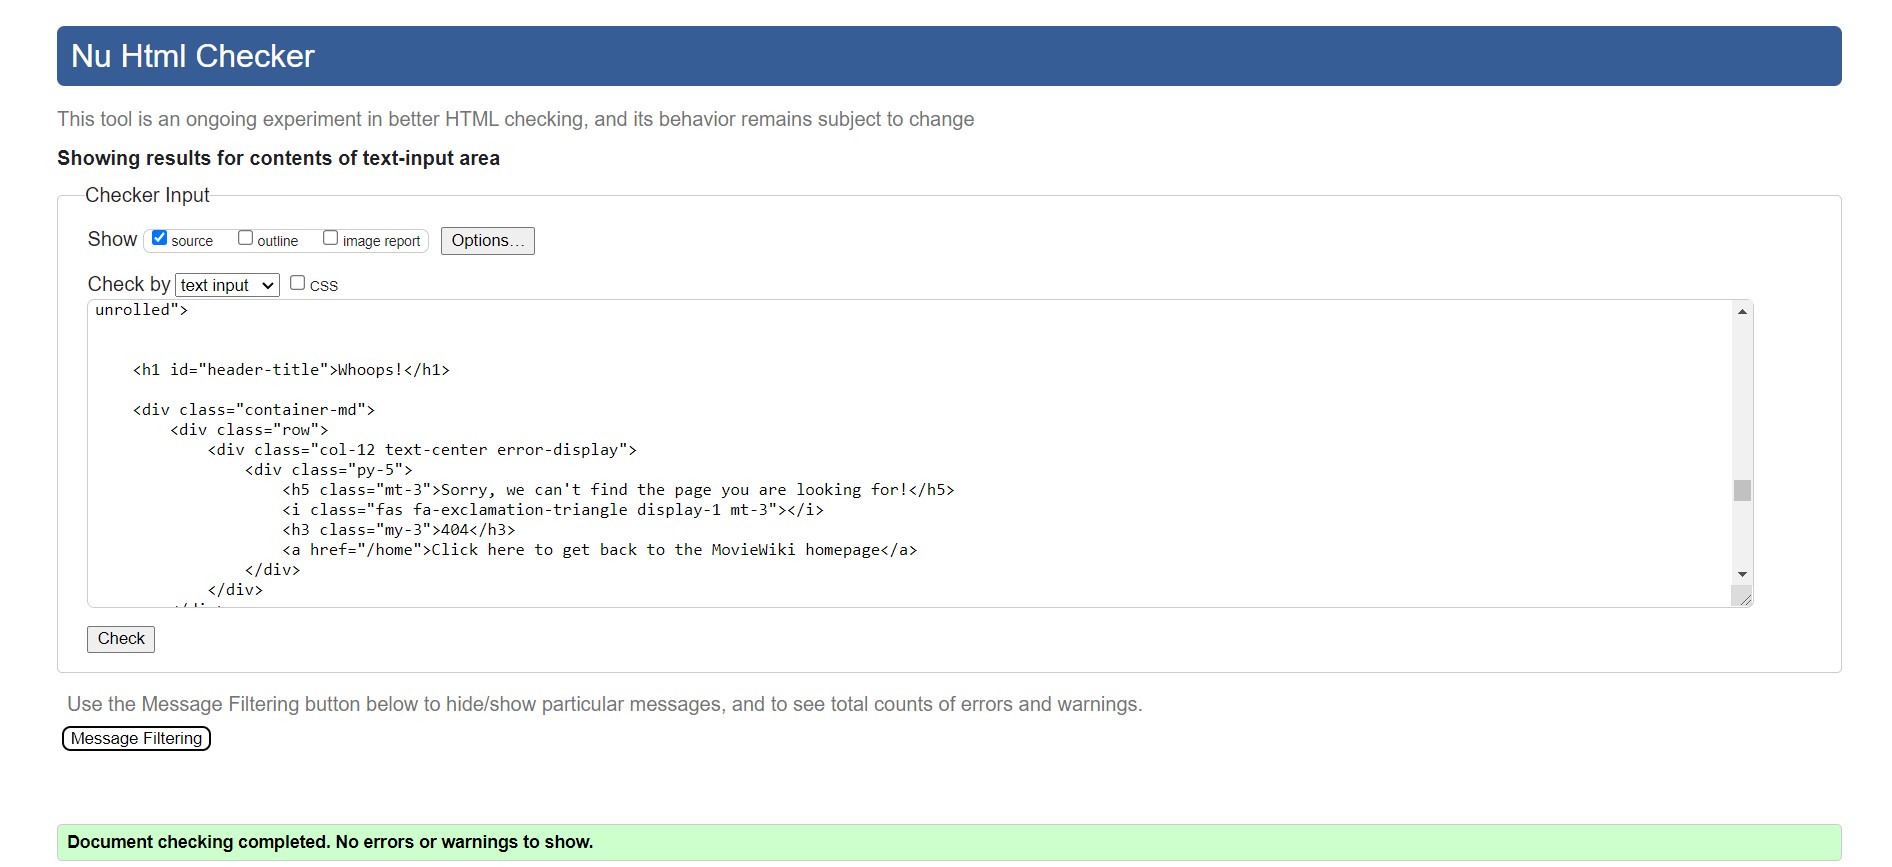 Nu Html Checker
This tool is an ongoing experiment in better HTML checking, and its behavior remains subject to change
Showing results for contents of text-input area
Checker Input
Show source outline image report Options...
Check by text input CSS
unrolled">
<h1 id="header-title">Whoops!</h1>
<div class="container-md">
<div class="row">
<div class="col-12 text-center error-display">
<div class="py-5">
<h5 class="mt-3">Sorry, we can't find the page you are looking for!</h5>
<i class="fas fa-exclamation-triangle display-1 mt-3"></i>
<h3 class="my-3">404</h3>
<a href="/home">Click here to get back to the MovieWiki homepage</a>
</div>
</div>
Check
Use the Message Filtering button below to hide/show particular messages, and to see total counts of errors and warnings.
Message Filtering
Document checking completed. No errors or warnings to show.